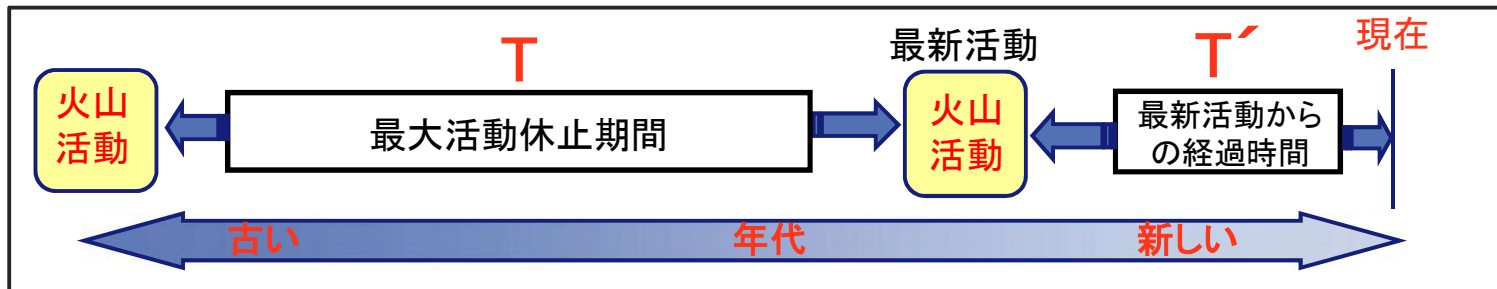 T
最新活動
T´
現在
火山
活動
最大活動休止期間
火山
活動
最新活動から
の経過時間
古い
年代
新しい